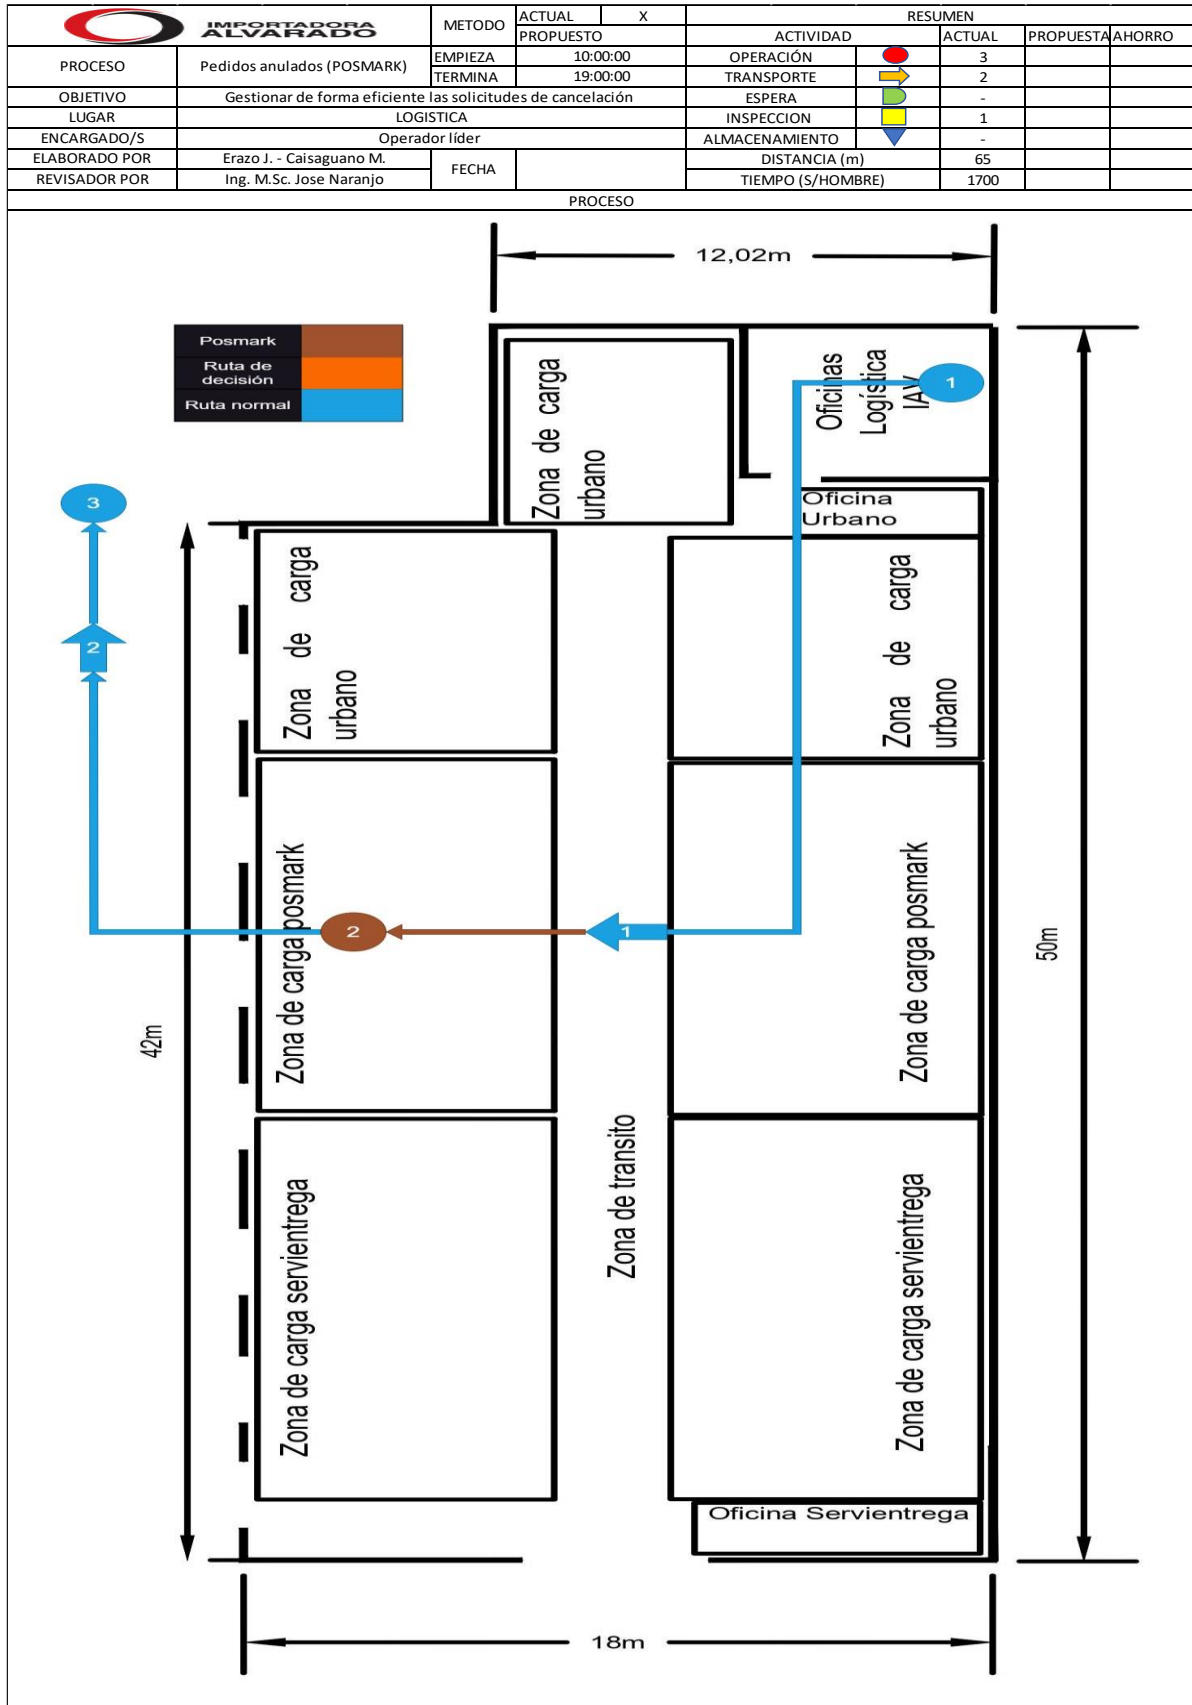 IMPORTADORA
ALVARADO
METODO
ACTUAL X
PROPUESTO
RESUMEN
ACTIVIDAD ACTUAL PROPUESTA AHORRO
PROCESO Pedidos anulados (POSMARK)
EMPIEZA 10:00:00
TERMINA 19:00:00
OPERACIÓN 3
TRANSPORTE 2
OBJETIVO Gestionar de forma eficiente las solicitudes de cancelación
ESPERA -
LUGAR LOGISTICA
INSPECCION 1
ENCARGADO/S Operador líder
ALMACENAMIENTO -
ELABORADO POR Erazo J. - Caisaguano M.
FECHA
DISTANCIA (m) 65
REVISADOR POR Ing. M.Sc. Jose Naranjo
TIEMPO (S/HOMBRE) 1700
PROCESO
12,02m
Posmark
Ruta de
decisión
Ruta normal
Zona de carga
urbano
Oficinas
Logística
IAV
1
3
Oficina
Urbano
Zona de carga
urbano
Zona de carga
urbano
2
Zona de carga posmark
2
1
Zona de carga posmark
50m
42m
Zona de transito
Zona de carga servientrega
Zona de carga servientrega
Oficina Servientrega
18m